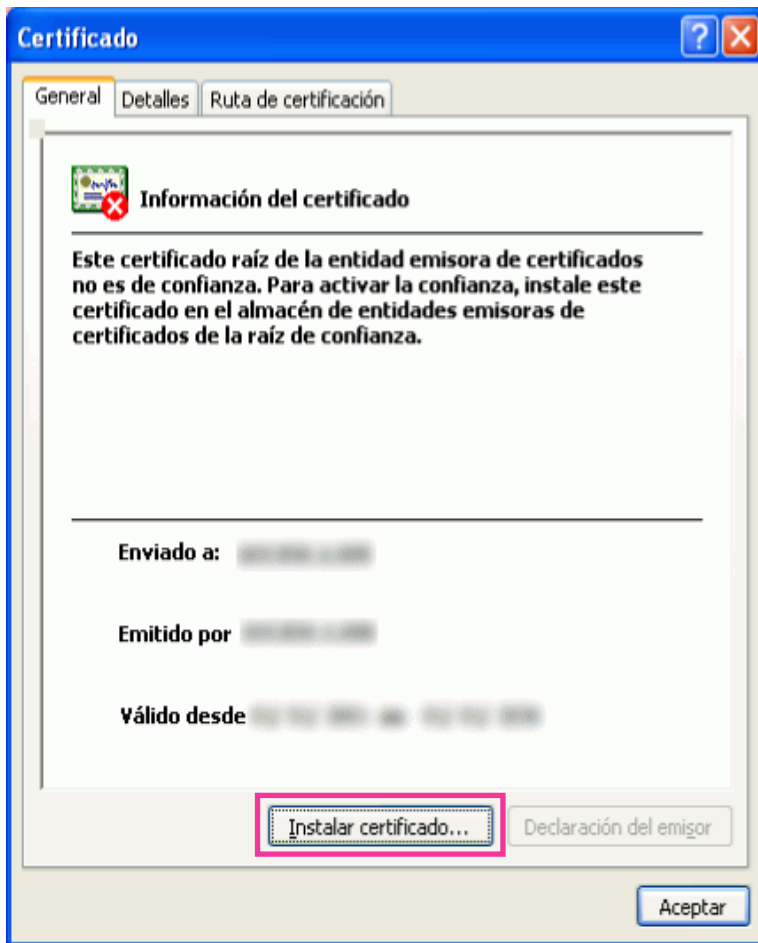 Certificado
General Detalles Ruta de certificación
Información del certificado
Este certificado raíz de la entidad emisora de certificados
no es de confianza. Para activar la confianza, instale este
certificado en el almacén de entidades emisoras de
certificados de la raíz de confianza.
Enviado a:
Emitido por
Válido desde
Instalar certificado... Declaración del emisor
Aceptar